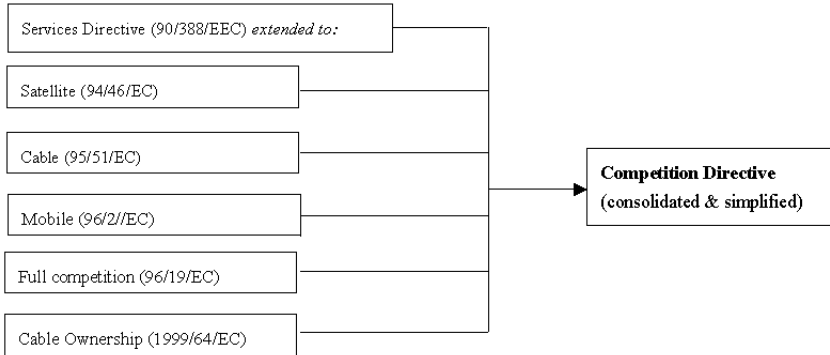 Services Directive (90/388/EEC) extended to:
Satellite (94/46/EC)
Cable (95/51/EC)
Mobile (96/2//EC)
Full competition (96/19/EC)
Cable Ownership (1999/64/EC)
Competition Directive
(consolidated & simplified)